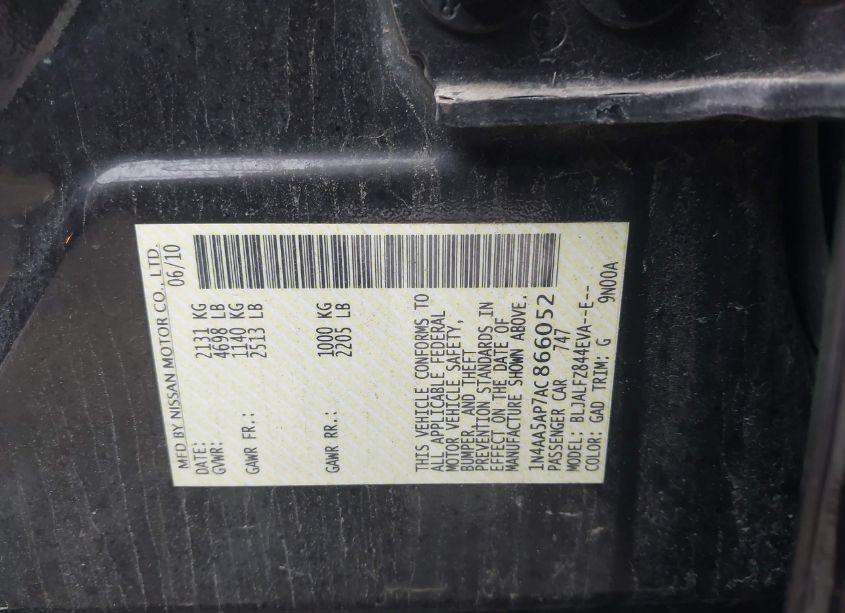 MFD BY NISSAN MOTOR CO., LTD.
DATE: 06/10
GVWR: 2131 KG
4698 LB
GAWR FR.: 1140 KG
2513 LB
GAWR RR.: 1000 KG
2205 LB
THIS VEHICLE CONFORMS TO
ALL APPLICABLE FEDERAL
MOTOR VEHICLE SAFETY,
BUMPER, AND THEFT
PREVENTION STANDARDS IN
EFFECT ON THE DATE OF
MANUFACTURE SHOWN ABOVE.
1N4AA5AP7AC866052
PASSENGER CAR 747
MODEL: BLJALFZ844EVA--E--
COLOR: GAD TRIM: G 9N00A